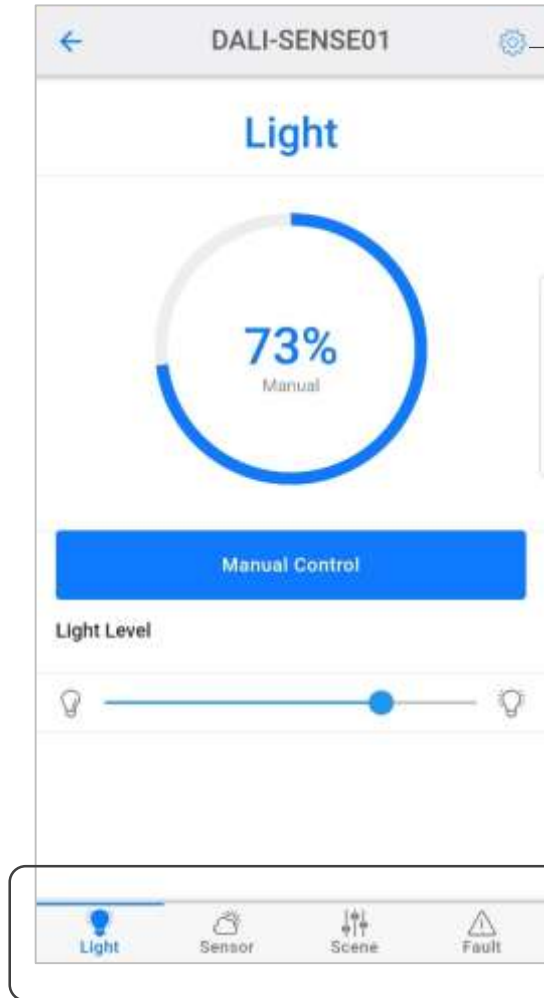 DALI-SENSE01
Light
73%
Manual
Manual Control
Light Level
Light Sensor Scene Fault